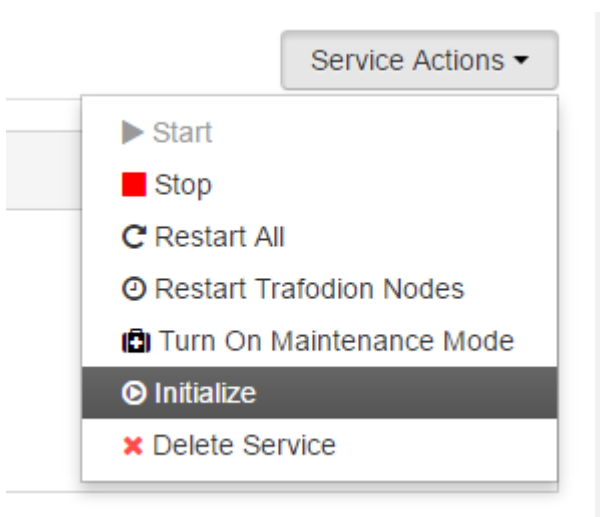 Service Actions
Start
Stop
Restart All
Restart Trafodion Nodes
Turn On Maintenance Mode
Initialize
Delete Service